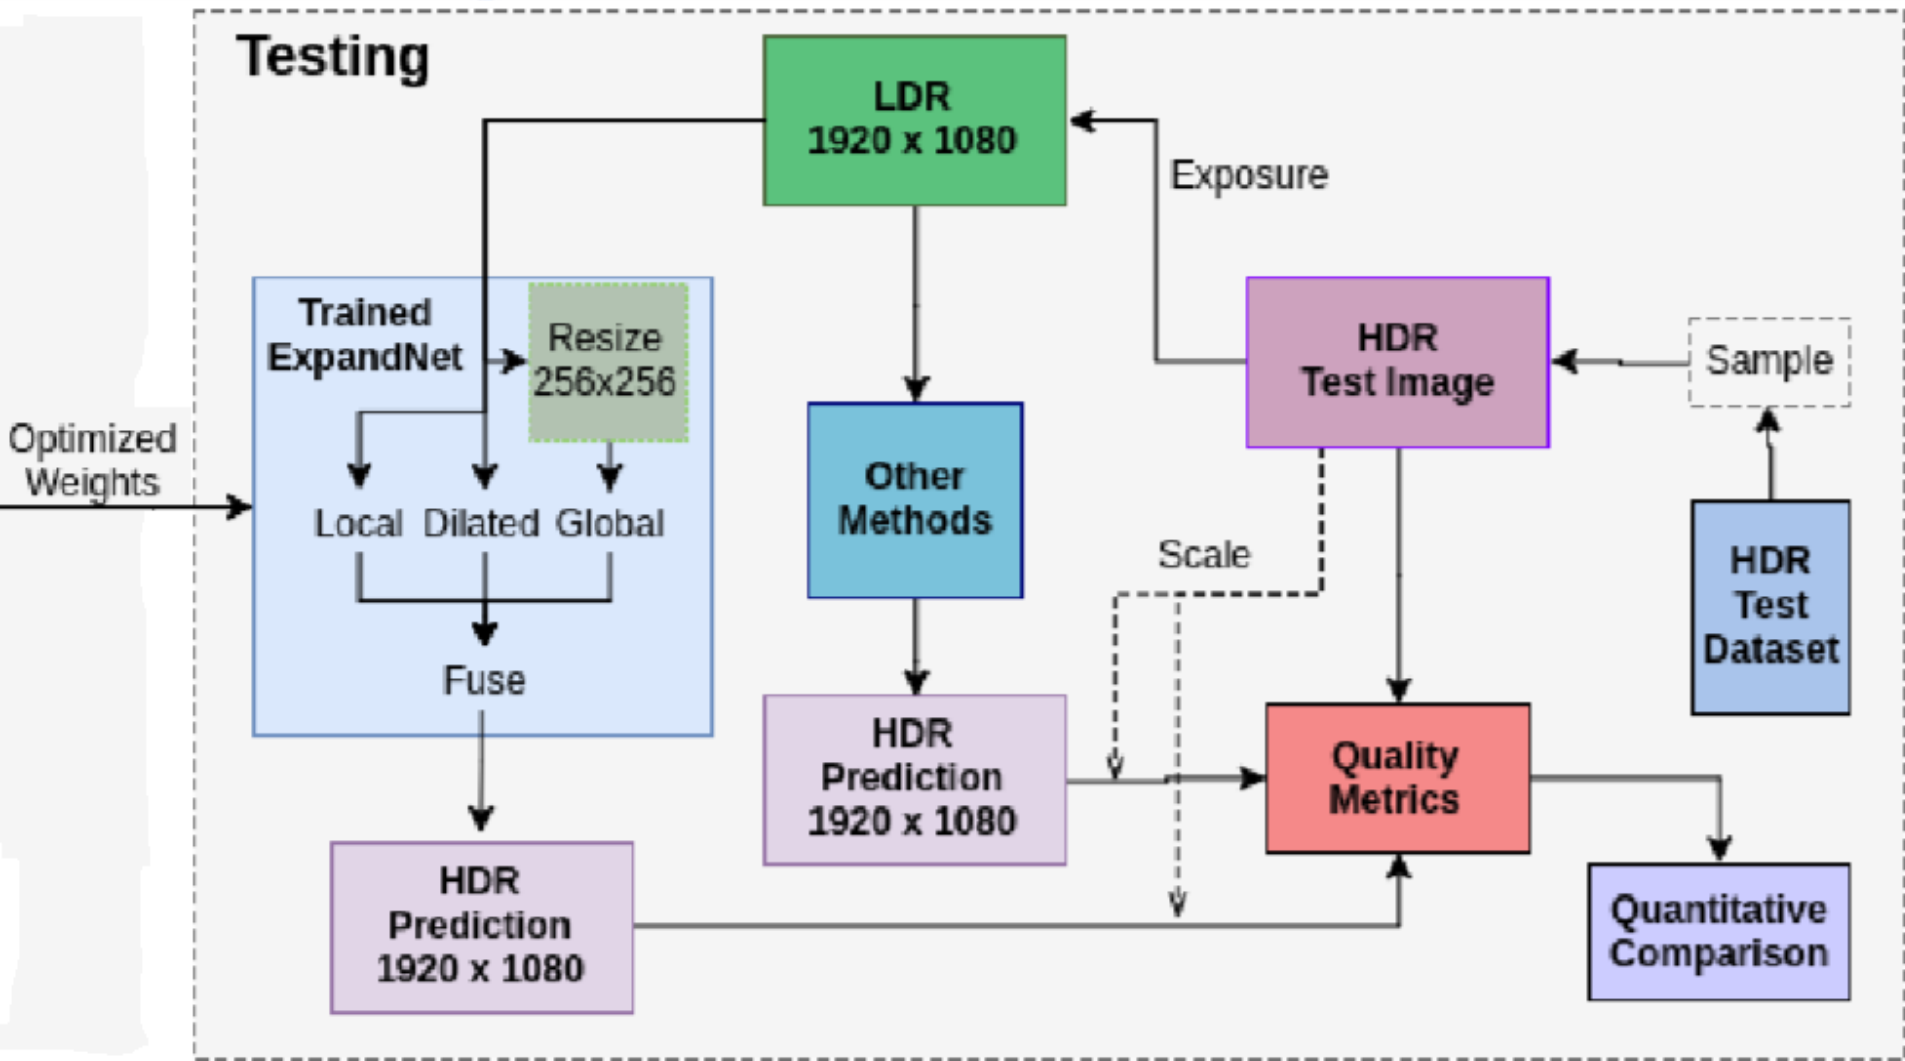 Testing
LDR
1920 x 1080
Exposure
Trained
ExpandNet
Resize
256x256
HDR
Test Image
Sample
Optimized
Weights
Local Dilated Global
Other
Methods
Scale
HDR
Test
Dataset
Fuse
HDR
Prediction
1920 x 1080
Quality
Metrics
HDR
Prediction
1920 x 1080
Quantitative
Comparison